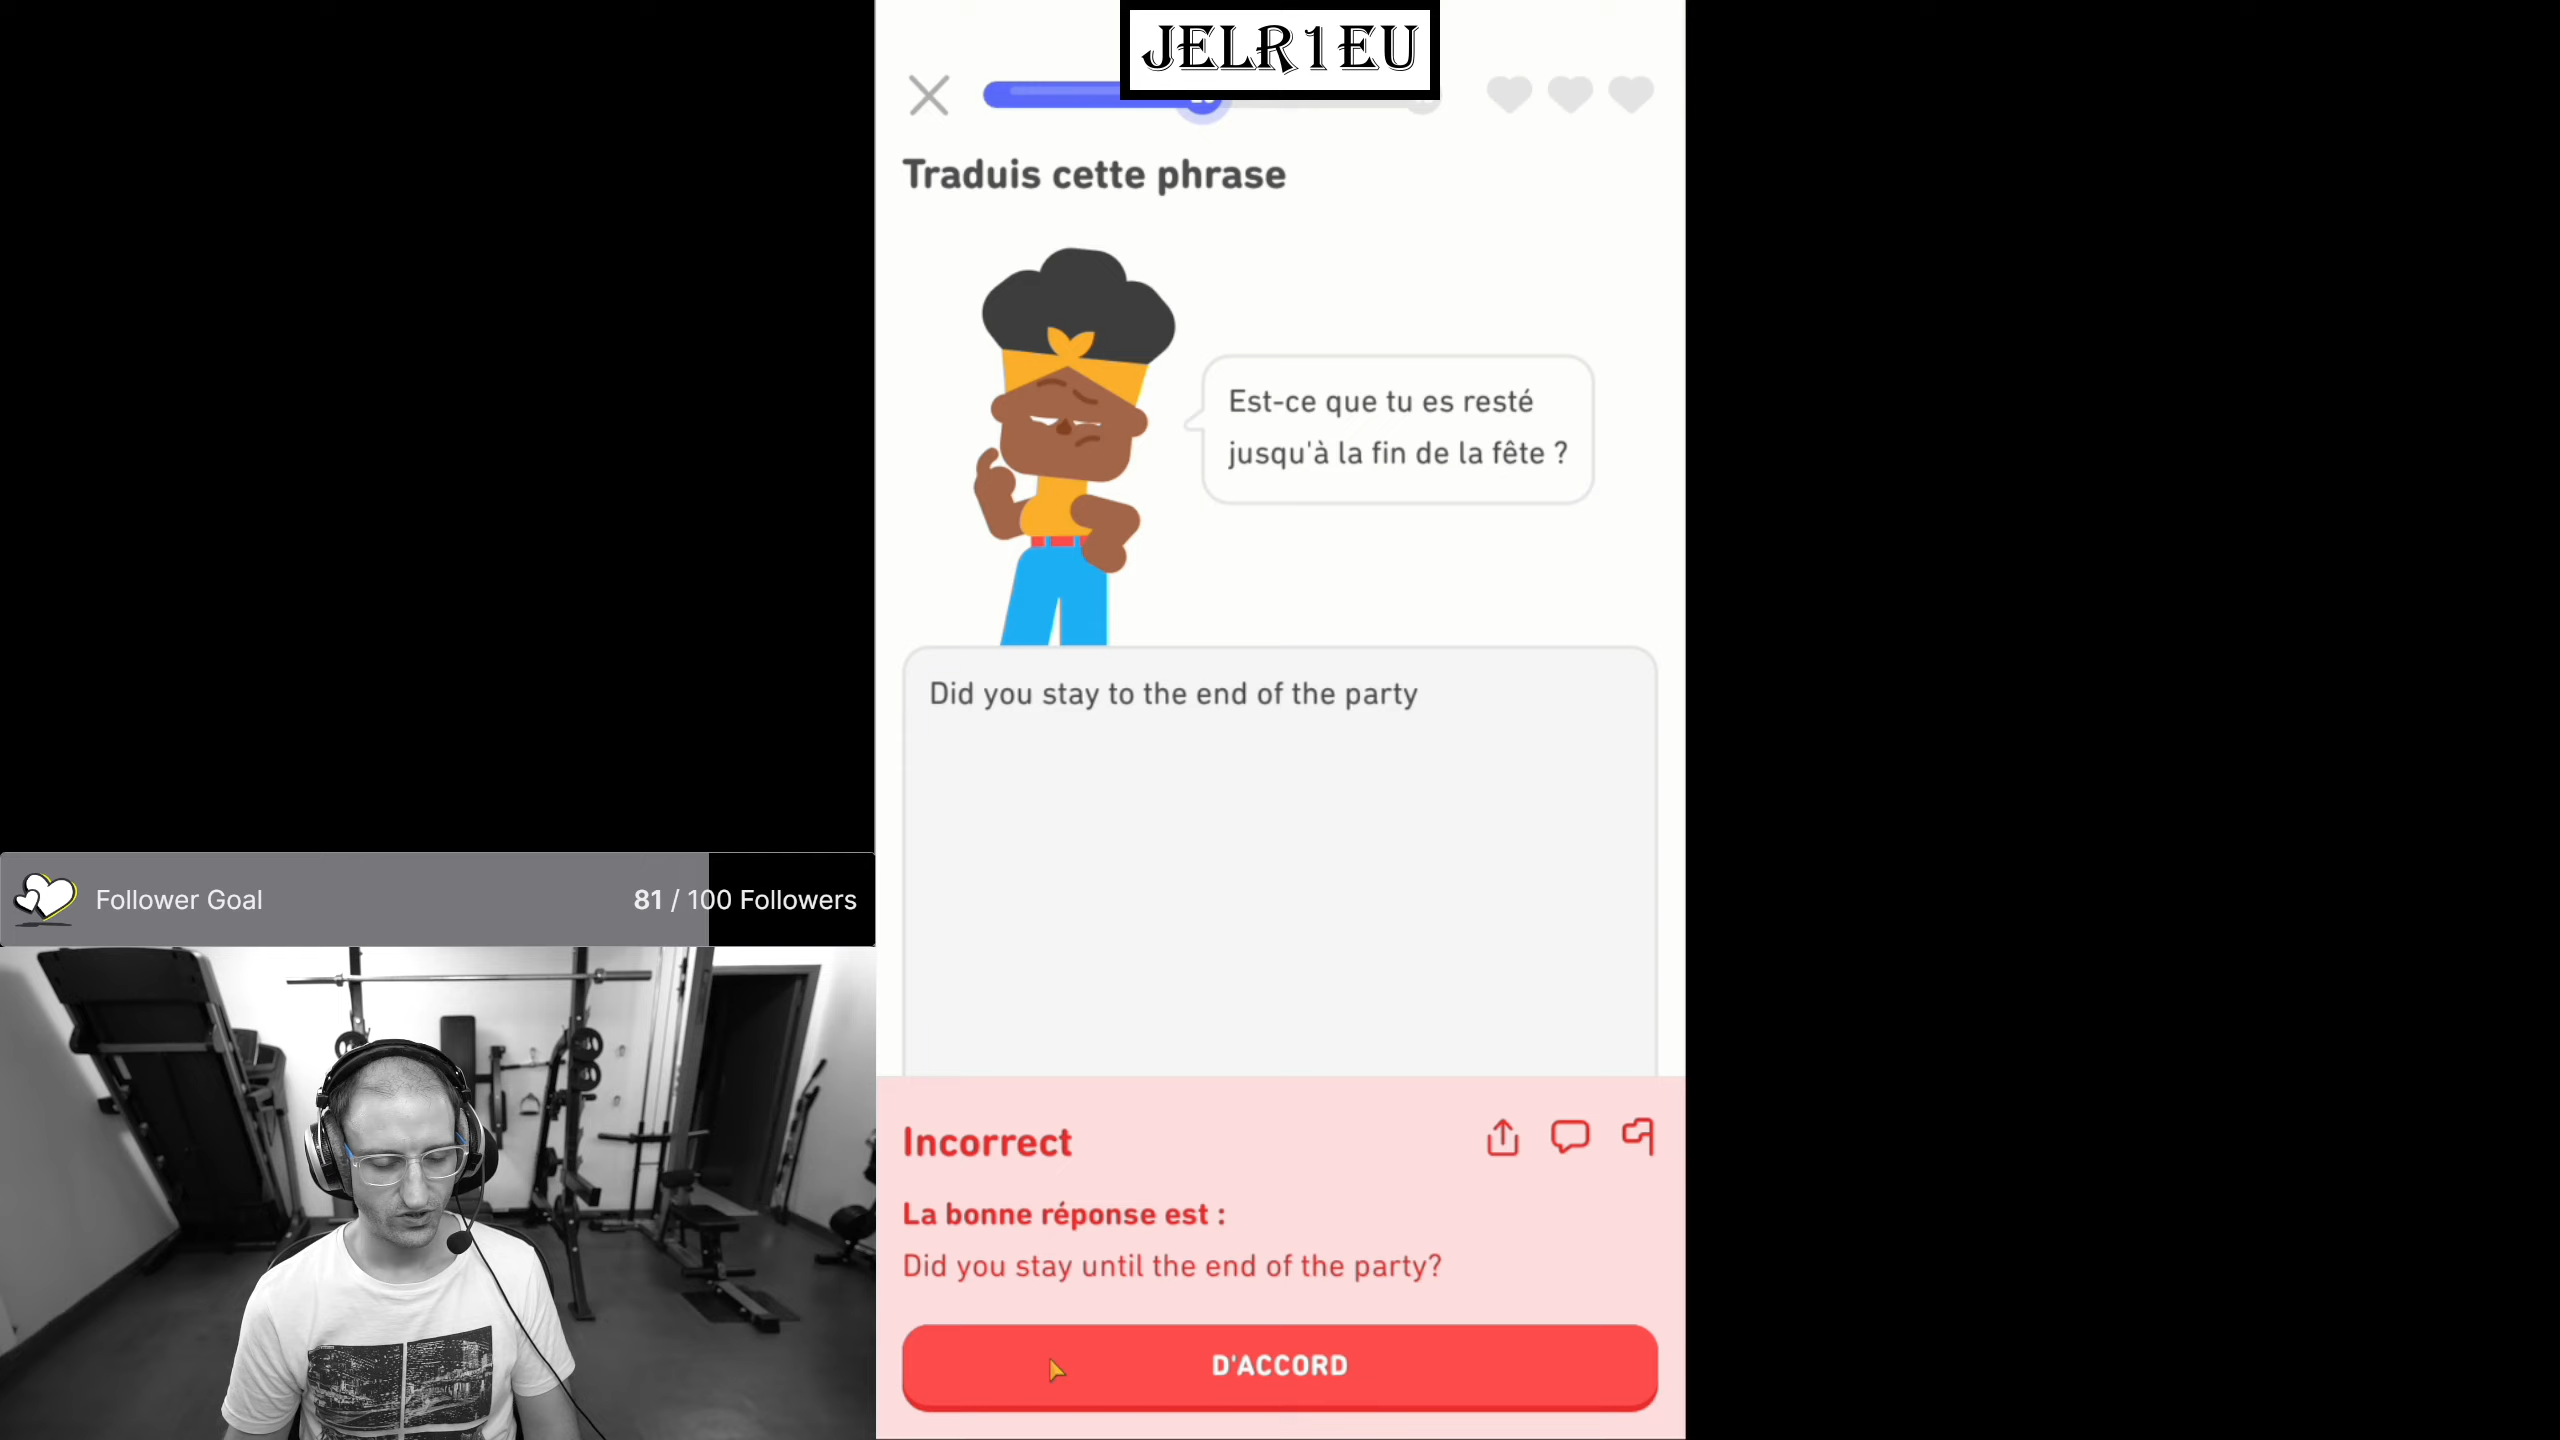 JELR1EU
Traduis cette phrase
Est-ce que tu es resté
jusqu'à la fin de la fête ?
Did you stay to the end of the party
Follower Goal
81 / 100 Followers
Incorrect
La bonne réponse est :
Did you stay until the end of the party?
D'ACCORD